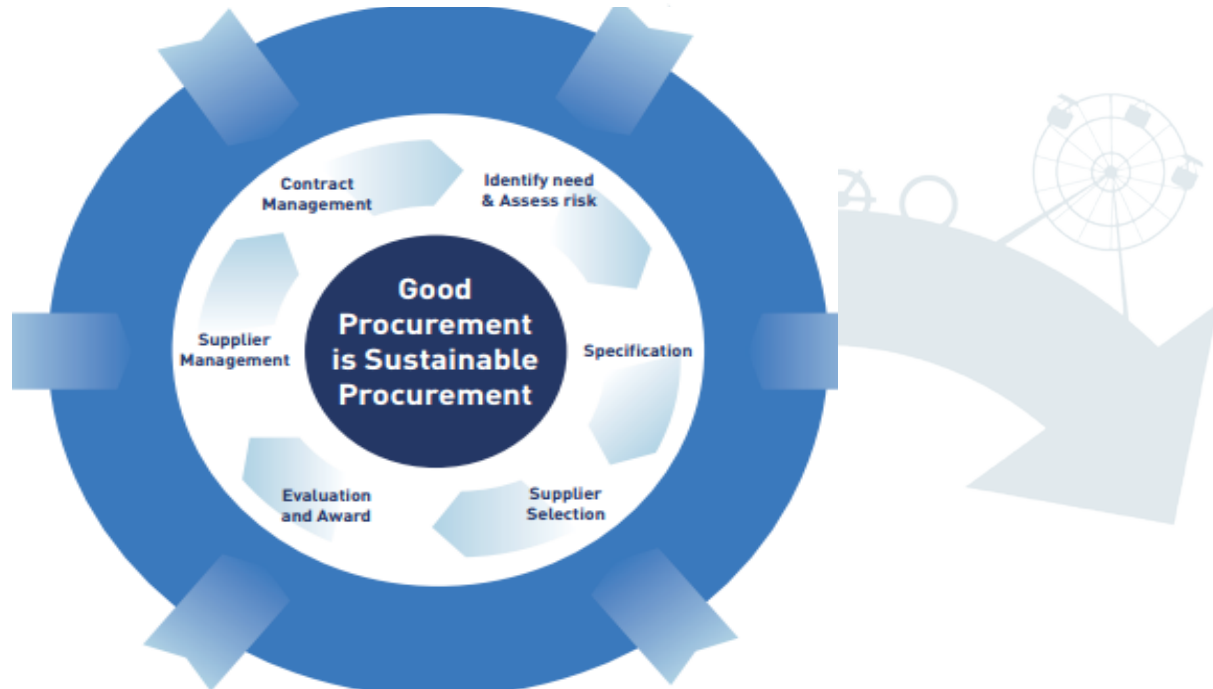 Good
Procurement
is Sustainable
Procurement
Identify need
& Assess risk
Specification
Supplier
Selection
Evaluation
and Award
Supplier
Management
Contract
Management